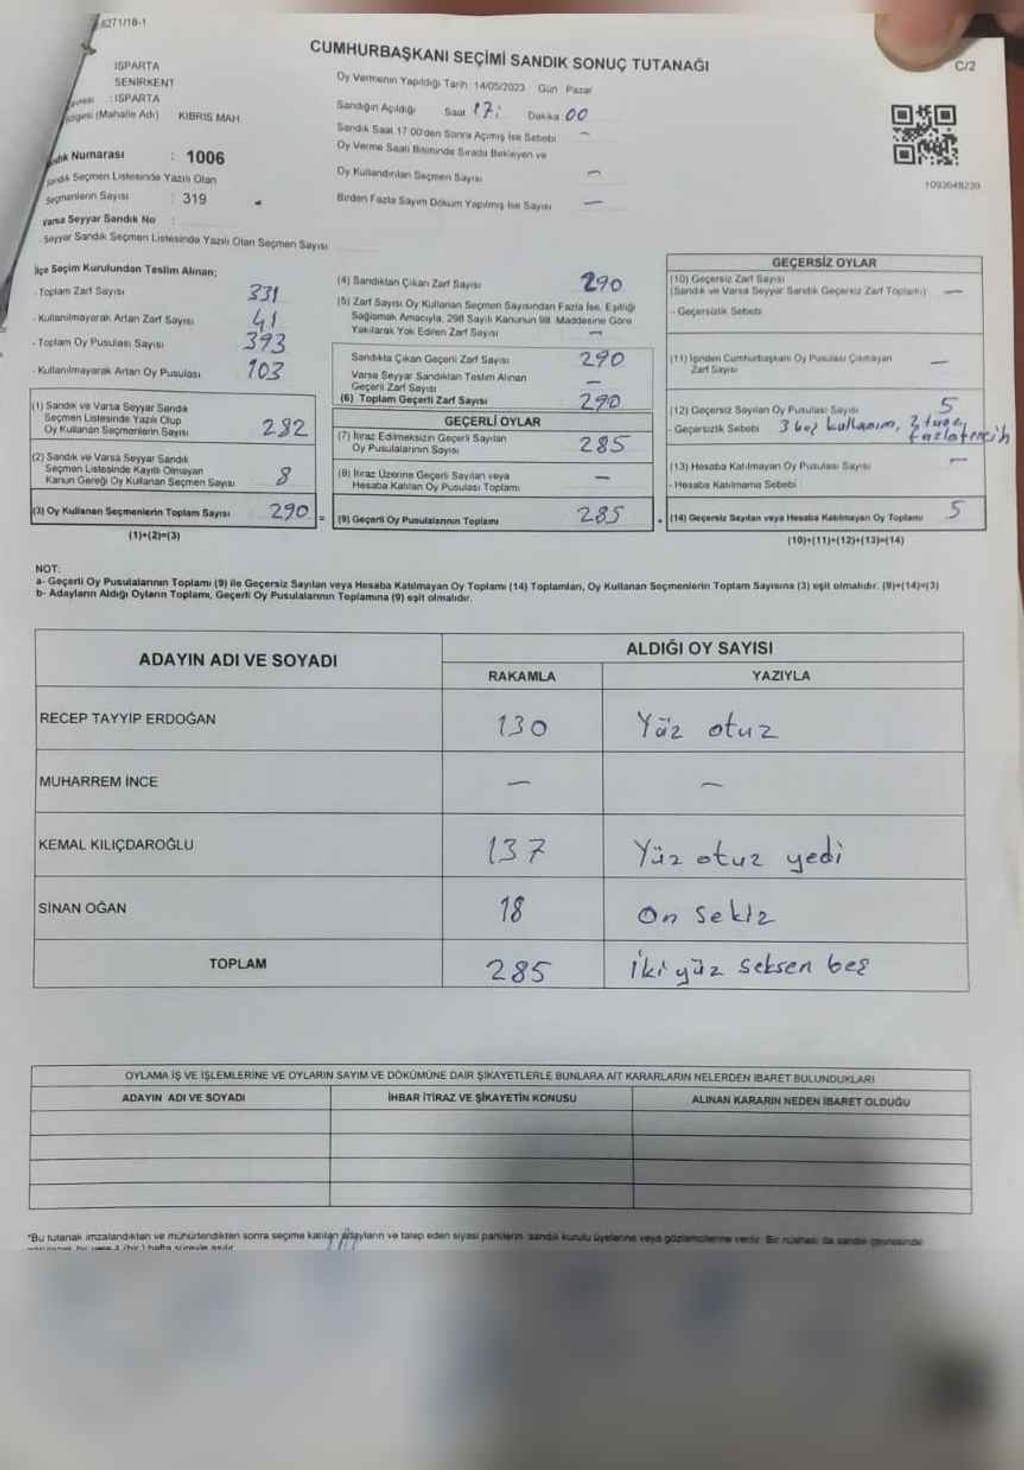 6271/18-1
CUMHURBAŞKANI SEÇİMİ SANDIK SONUÇ TUTANAĞI
C/2
ISPARTA
SENİRKENT
: ISPARTA
(Mahalle Adı) KIBRIS MAH.
Numarası : 1006
Seçmen Listesinde Yazılı Olan
Seçmenlerin Sayısı : 319
Varsa Seyyar Sandık No :
Seyyar Sandık Seçmen Listesinde Yazılı Olan Seçmen Sayısı
Oy Vermenin Yapıldığı Tarih: 14/05/2023 Gün: Pazar
Sandığın Açıldığı Saat 17: Dakika 00
Sandık Saat 17:00'den Sonra Açılmış İse Sebebi —
Oy Verme Saati Bitiminde Sırada Bekleyen ve
Oy Kullandırılan Seçmen Sayısı —
Birden Fazla Sayım Döküm Yapılmış İse Sayısı —
1093648239
İlçe Seçim Kurulundan Teslim Alınan;
- Toplam Zarf Sayısı 331
- Kullanılmayarak Artan Zarf Sayısı 41
- Toplam Oy Pusulası Sayısı 393
- Kullanılmayarak Artan Oy Pusulası 103
(1) Sandık ve Varsa Seyyar Sandık
Seçmen Listesinde Yazılı Olup
Oy Kullanan Seçmenlerin Sayısı 282
(2) Sandık ve Varsa Seyyar Sandık
Seçmen Listesinde Kayıtlı Olmayan
Kanun Gereği Oy Kullanan Seçmen Sayısı 8
(3) Oy Kullanan Seçmenlerin Toplam Sayısı 290 =
(1)+(2)=(3)
(4) Sandıktan Çıkan Zarf Sayısı 290
(5) Zarf Sayısı Oy Kullanan Seçmen Sayısından Fazla İse, Eşitliği
Sağlamak Amacıyla, 298 Sayılı Kanunun 98. Maddesine Göre
Yakılarak Yok Edilen Zarf Sayısı —
Sandıkta Çıkan Geçerli Zarf Sayısı 290
Varsa Seyyar Sandıktan Teslim Alınan
Geçerli Zarf Sayısı —
(6) Toplam Geçerli Zarf Sayısı 290
GEÇERLİ OYLAR
(7) İtiraz Edilmeksizin Geçerli Sayılan
Oy Pusulalarının Sayısı 285
(8) İtiraz Üzerine Geçerli Sayılan veya
Hesaba Katılan Oy Pusulası Toplamı —
(9) Geçerli Oy Pusulalarının Toplamı 285 +
GEÇERSİZ OYLAR
(10) Geçersiz Zarf Sayısı
(Sandık ve Varsa Seyyar Sandık Geçersiz Zarf Toplamı) —
- Geçersizlik Sebebi
(11) İçinden Cumhurbaşkanı Oy Pusulası Çıkmayan
Zarf Sayısı —
(12) Geçersiz Sayılan Oy Pusulası Sayısı 5
- Geçersizlik Sebebi 3 boş kullanım, 2 fazla tercih
(13) Hesaba Katılmayan Oy Pusulası Sayısı —
- Hesaba Katılmama Sebebi
(14) Geçersiz Sayılan veya Hesaba Katılmayan Oy Toplamı 5
(10)+(11)+(12)+(13)=(14)
NOT:
a- Geçerli Oy Pusulalarının Toplamı (9) ile Geçersiz Sayılan veya Hesaba Katılmayan Oy Toplamı (14) Toplamları, Oy Kullanan Seçmenlerin Toplam Sayısına (3) eşit olmalıdır. (9)+(14)=(3)
b- Adayların Aldığı Oyların Toplamı, Geçerli Oy Pusulalarının Toplamına (9) eşit olmalıdır.
ADAYIN ADI VE SOYADI ALDIĞI OY SAYISI
RAKAMLA YAZIYLA
RECEP TAYYİP ERDOĞAN 130 Yüz otuz
MUHARREM İNCE — —
KEMAL KILIÇDAROĞLU 137 Yüz otuz yedi
SİNAN OĞAN 18 On sekiz
TOPLAM 285 İki yüz seksen beş
OYLAMA İŞ VE İŞLEMLERİNE VE OYLARIN SAYIM VE DÖKÜMÜNE DAİR ŞİKAYETLERLE BUNLARA AİT KARARLARIN NELERDEN İBARET BULUNDUKLARI
ADAYIN ADI VE SOYADI İHBAR İTİRAZ VE ŞİKAYETİN KONUSU ALINAN KARARIN NEDEN İBARET OLDUĞU
*Bu tutanak imzalandıktan ve mühürlendikten sonra seçime katılan adayların ve talep eden siyasi partilerin sandık kurulu üyelerine veya gözlemcilerine verilir. Bir nüshası da sandık çevresinde